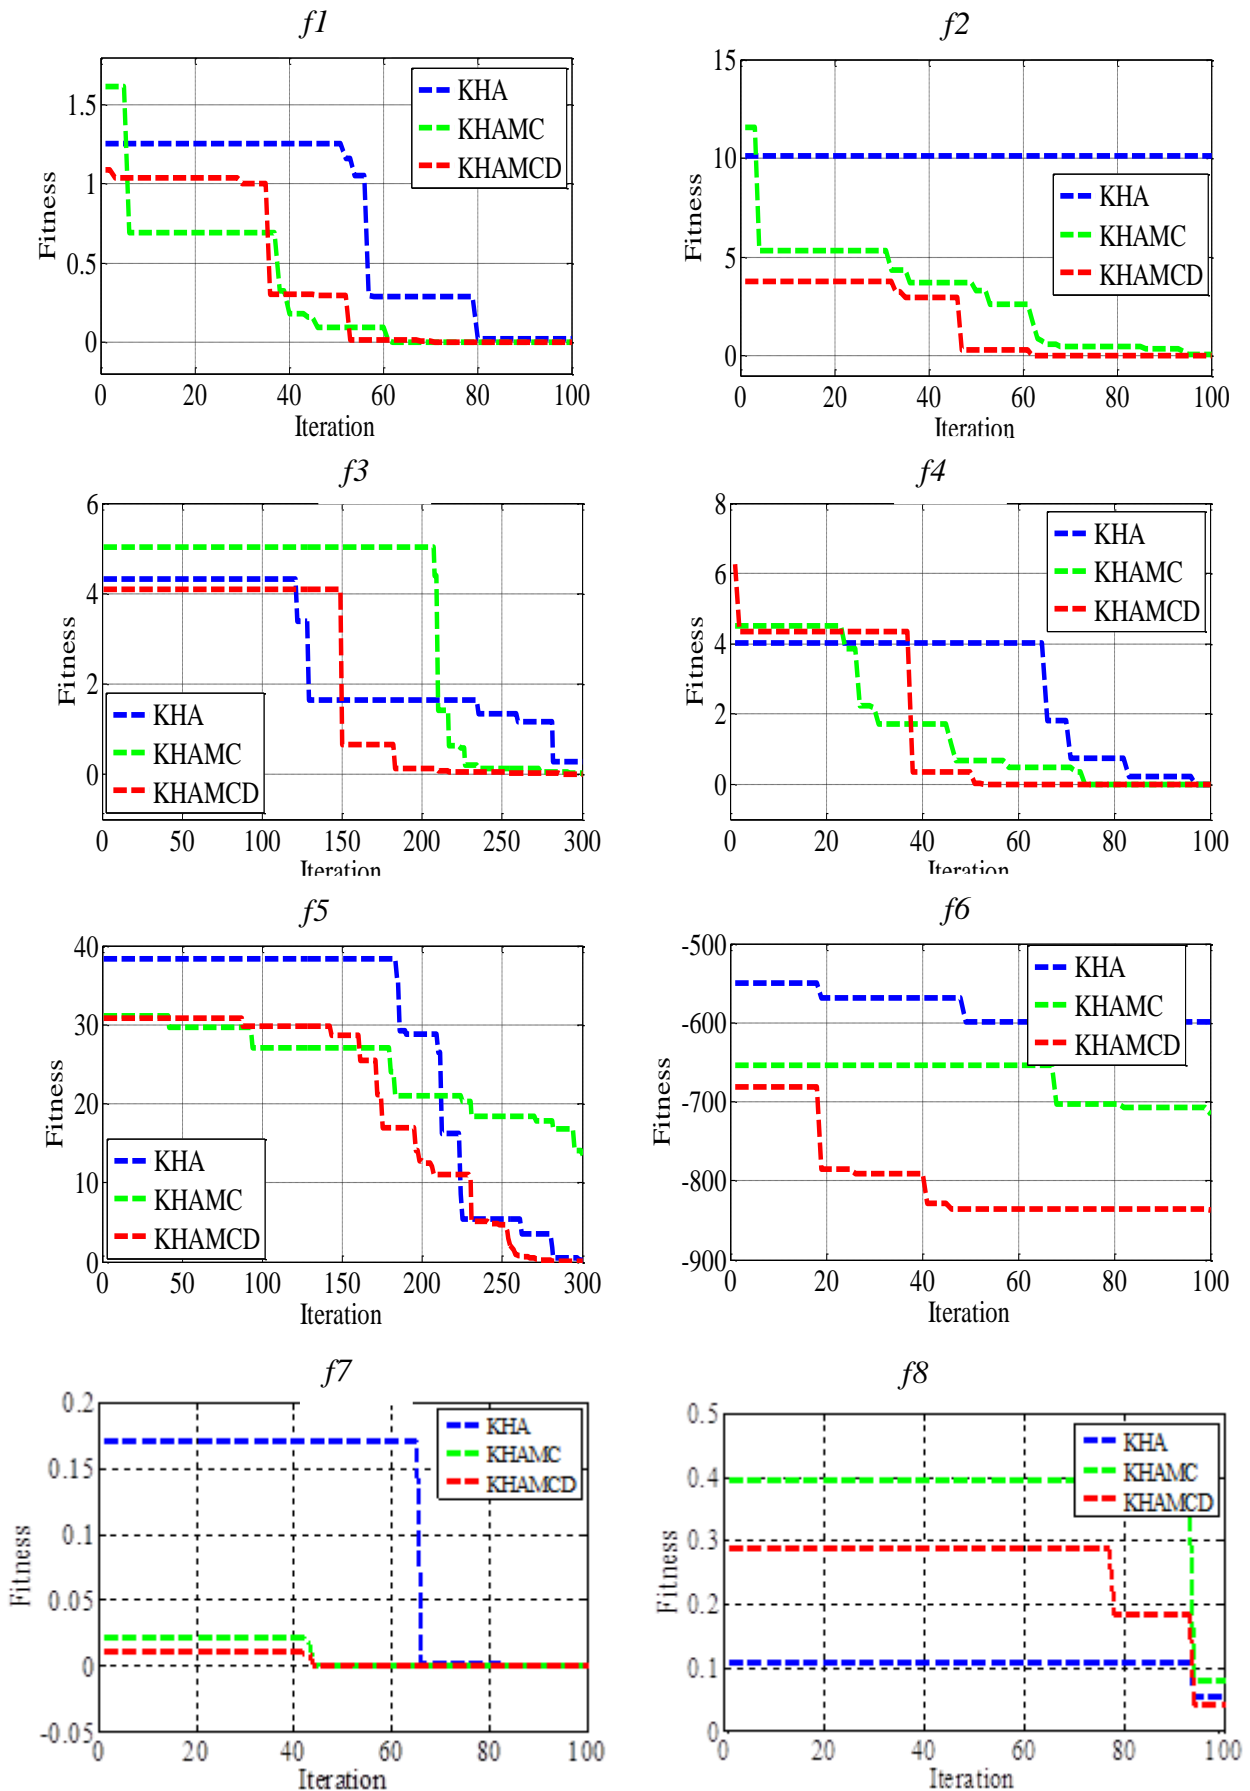 f1
1.5
1
0.5
0
0 20 40 60 80 100
Fitness
Iteration
KHA
KHAMC
KHAMCD
f2
15
10
5
0
0 20 40 60 80 100
Fitness
Iteration
KHA
KHAMC
KHAMCD
f3
6
4
2
0
0 50 100 150 200 250 300
Fitness
Iteration
KHA
KHAMC
KHAMCD
f4
8
6
4
2
0
0 20 40 60 80 100
Fitness
Iteration
KHA
KHAMC
KHAMCD
f5
40
30
20
10
0
0 50 100 150 200 250 300
Fitness
Iteration
KHA
KHAMC
KHAMCD
f6
-500
-600
-700
-800
-900
0 20 40 60 80 100
Fitness
Iteration
KHA
KHAMC
KHAMCD
f7
0.2
0.15
0.1
0.05
0
-0.05
0 20 40 60 80 100
Fitness
Iteration
KHA
KHAMC
KHAMCD
f8
0.5
0.4
0.3
0.2
0.1
0
0 20 40 60 80 100
Fitness
Iteration
KHA
KHAMC
KHAMCD